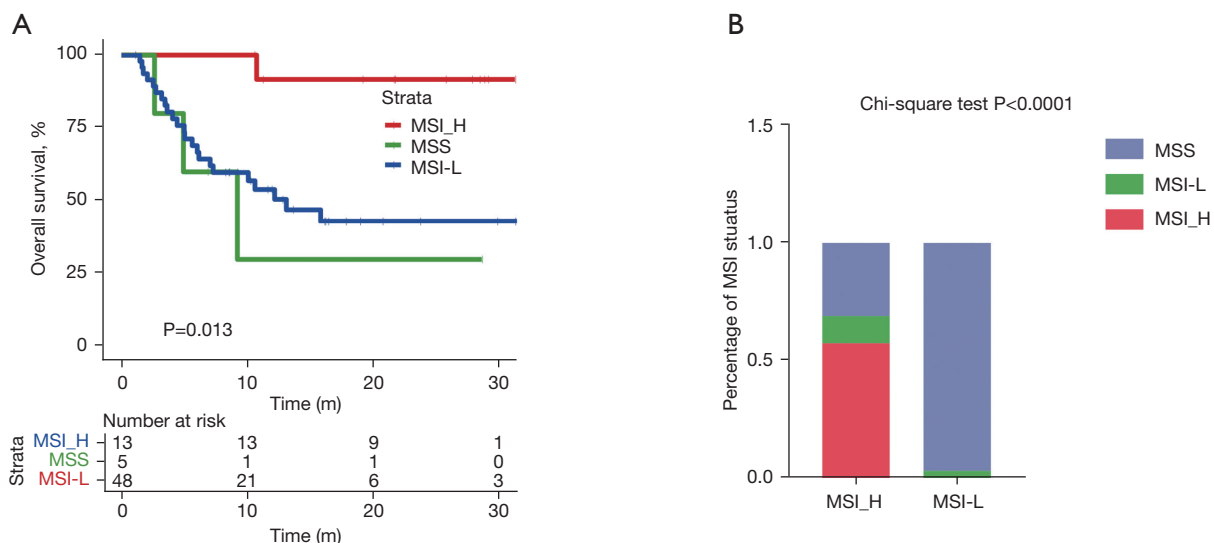 A
100
75
50
25
0
Overall survival, %
Strata
MSI_H
MSS
MSI-L
P=0.013
0 10 20 30
Time (m)
Number at risk
Strata
MSI_H 13 13 9 1
MSS 5 1 1 0
MSI-L 48 21 6 3
0 10 20 30
Time (m)
B
Chi-square test P<0.0001
1.5
1.0
0.5
0.0
Percentage of MSI stuatus
MSS
MSI-L
MSI_H
MSI_H MSI-L